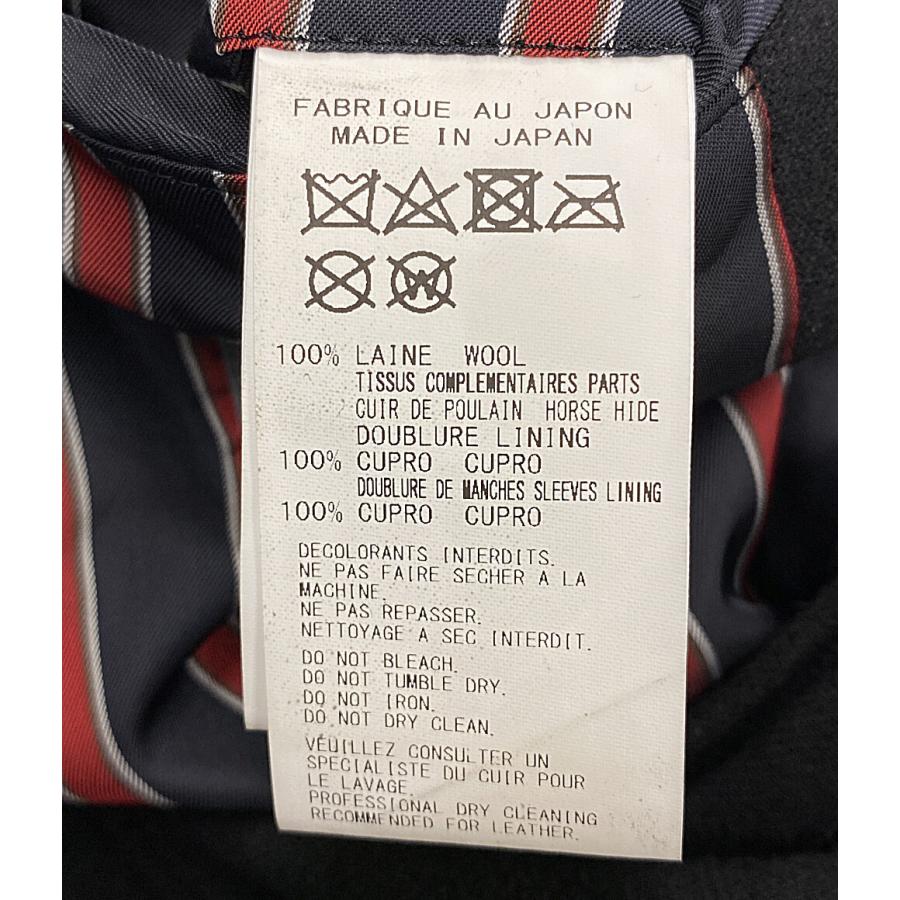 FABRIQUE AU JAPON
MADE IN JAPAN
W
100% LAINE WOOL
TISSUS COMPLEMENTAIRES PARTS
CUIR DE POULAIN HORSE HIDE
DOUBLURE LINING
100% CUPRO CUPRO
DOUBLURE DE MANCHES SLEEVES LINING
100% CUPRO CUPRO
DECOLORANTS INTERDITS.
NE PAS FAIRE SECHER A LA
MACHINE.
NE PAS REPASSER.
NETTOYAGE A SEC INTERDIT.
DO NOT BLEACH.
DO NOT TUMBLE DRY.
DO NOT IRON.
DO NOT DRY CLEAN.
VÉUILLEZ CONSULTER UN
SPECIALISTE DU CUIR POUR
LE LAVAGE.
PROFESSIONAL DRY CLEANING
RECOMMENDED FOR LEATHER.